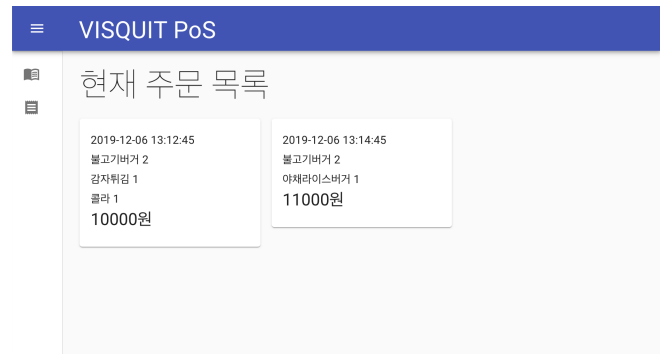 VISQUIT PoS
현재 주문 목록
2019-12-06 13:12:45
불고기버거 2
감자튀김 1
콜라 1
10000원
2019-12-06 13:14:45
불고기버거 2
야채라이스버거 1
11000원